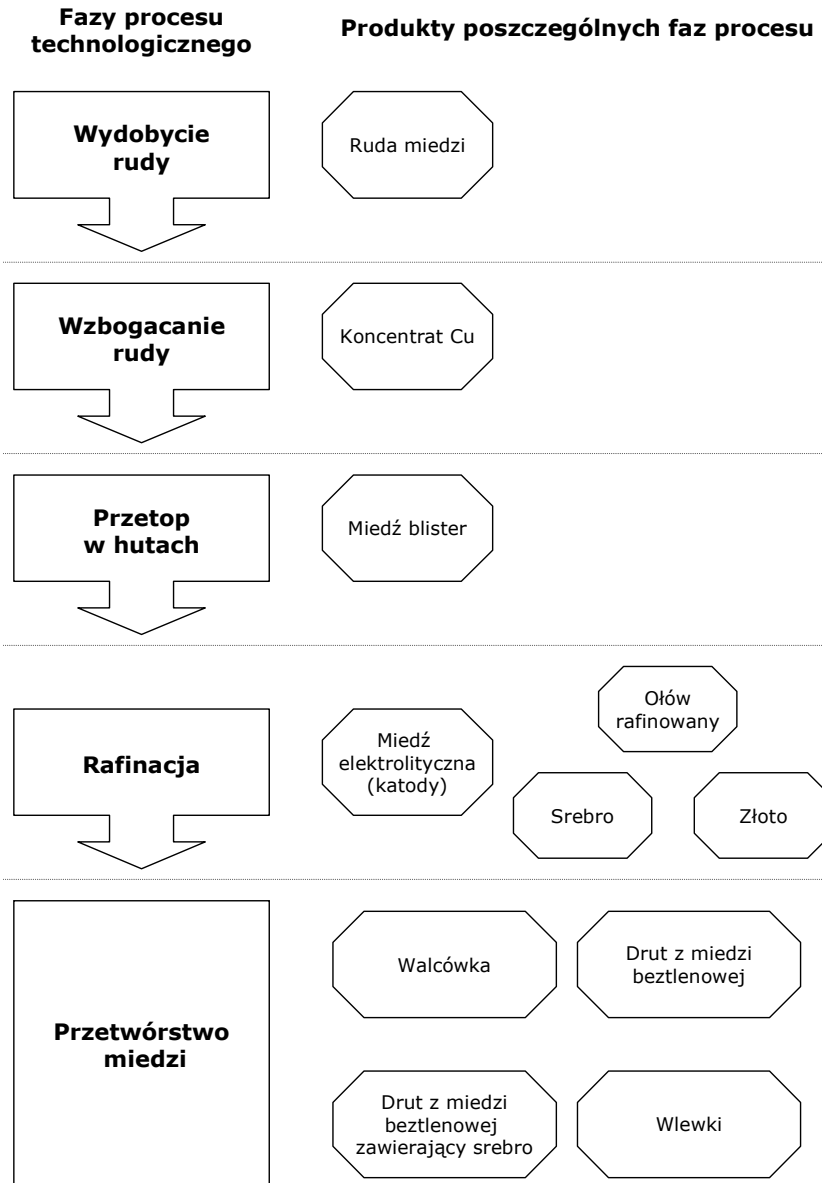 Fazy procesu
technologicznego
Produkty poszczególnych faz procesu
Wydobycie
rudy
Ruda miedzi
Wzbogacanie
rudy
Koncentrat Cu
Przetop
w hutach
Miedź blister
Rafinacja
Miedź
elektrolityczna
(katody)
Ołów
rafinowany
Srebro
Złoto
Przetwórstwo
miedzi
Walcówka
Drut z miedzi
beztlenowej
Drut z miedzi
beztlenowej
zawierający srebro
Wlewki